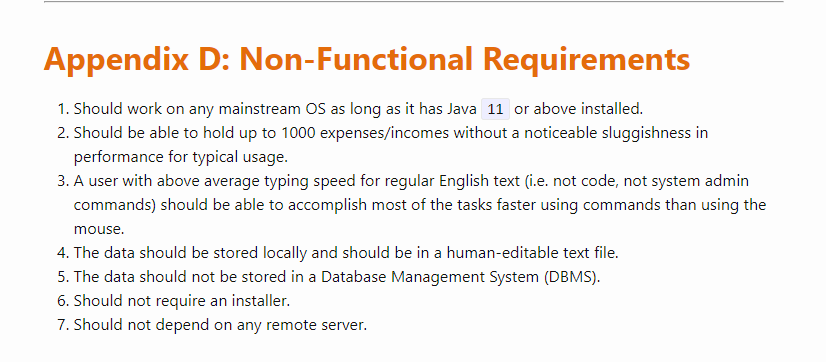 Appendix D: Non-Functional Requirements
1. Should work on any mainstream OS as long as it has Java 11 or above installed.
2. Should be able to hold up to 1000 expenses/incomes without a noticeable sluggishness in
performance for typical usage.
3. A user with above average typing speed for regular English text (i.e. not code, not system admin
commands) should be able to accomplish most of the tasks faster using commands than using the
mouse.
4. The data should be stored locally and should be in a human-editable text file.
5. The data should not be stored in a Database Management System (DBMS).
6. Should not require an installer.
7. Should not depend on any remote server.